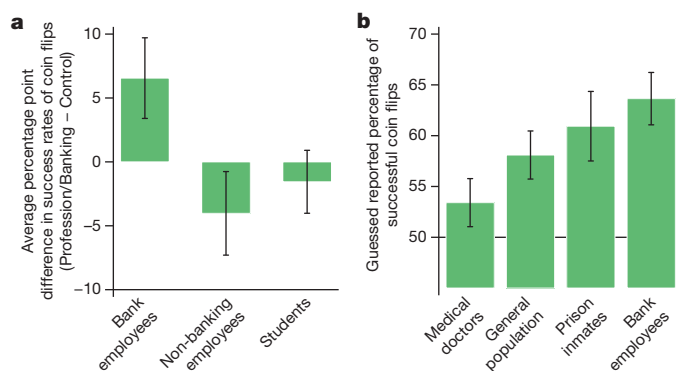 a
Average percentage point
difference in success rates of coin flips
(Profession/Banking – Control)
10
5
0
–5
–10
Bank
employees
Non-banking
employees
Students
b
Guessed reported percentage of
successful coin flips
70
65
60
55
50
Medical
doctors
General
population
Prison
inmates
Bank
employees